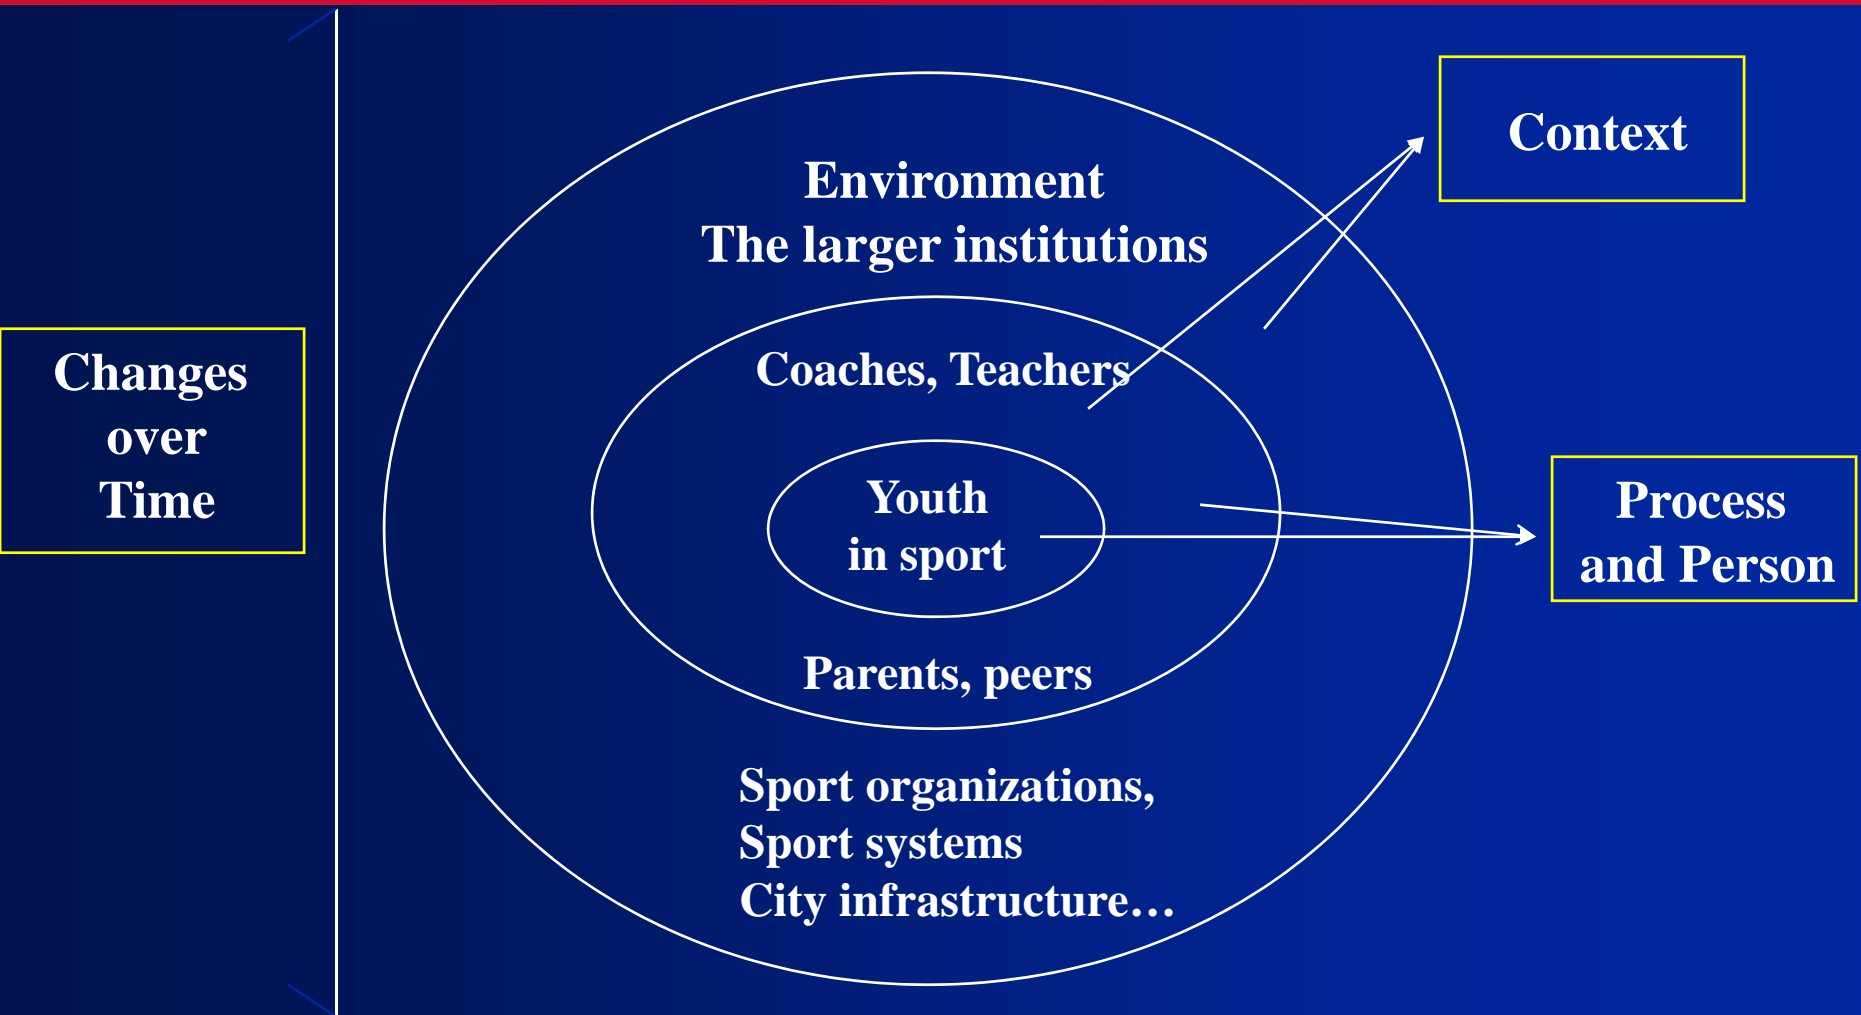 Changes
over
Time
Environment
The larger institutions
Coaches, Teachers
Youth
in sport
Parents, peers
Sport organizations,
Sport systems
City infrastructure…
Context
Process
and Person